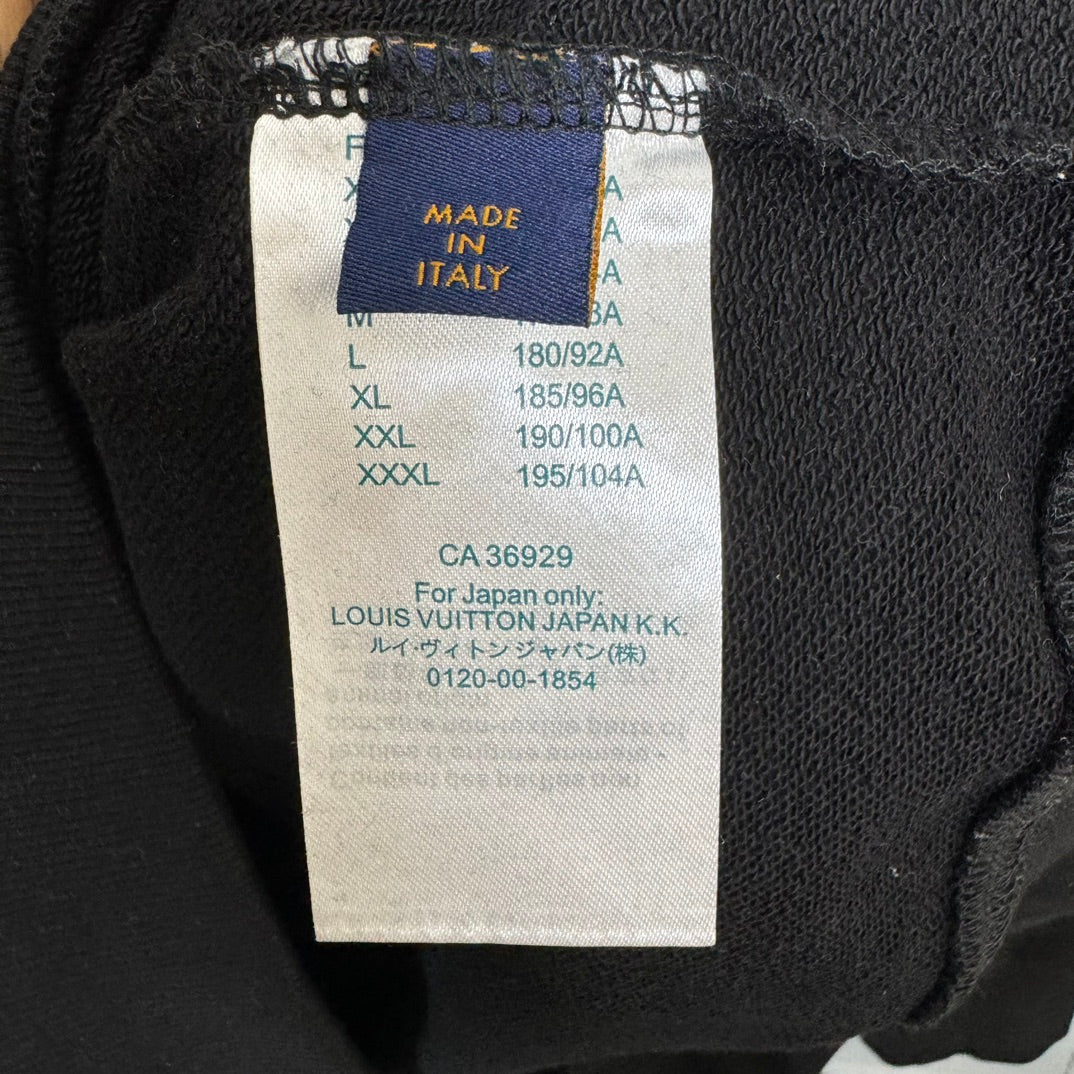 MADE
IN
ITALY
M
L 180/92A
XL 185/96A
XXL 190/100A
XXXL 195/104A
CA 36929
For Japan only:
LOUIS VUITTON JAPAN K.K.
ルイ・ヴィトン ジャパン(株)
0120-00-1854